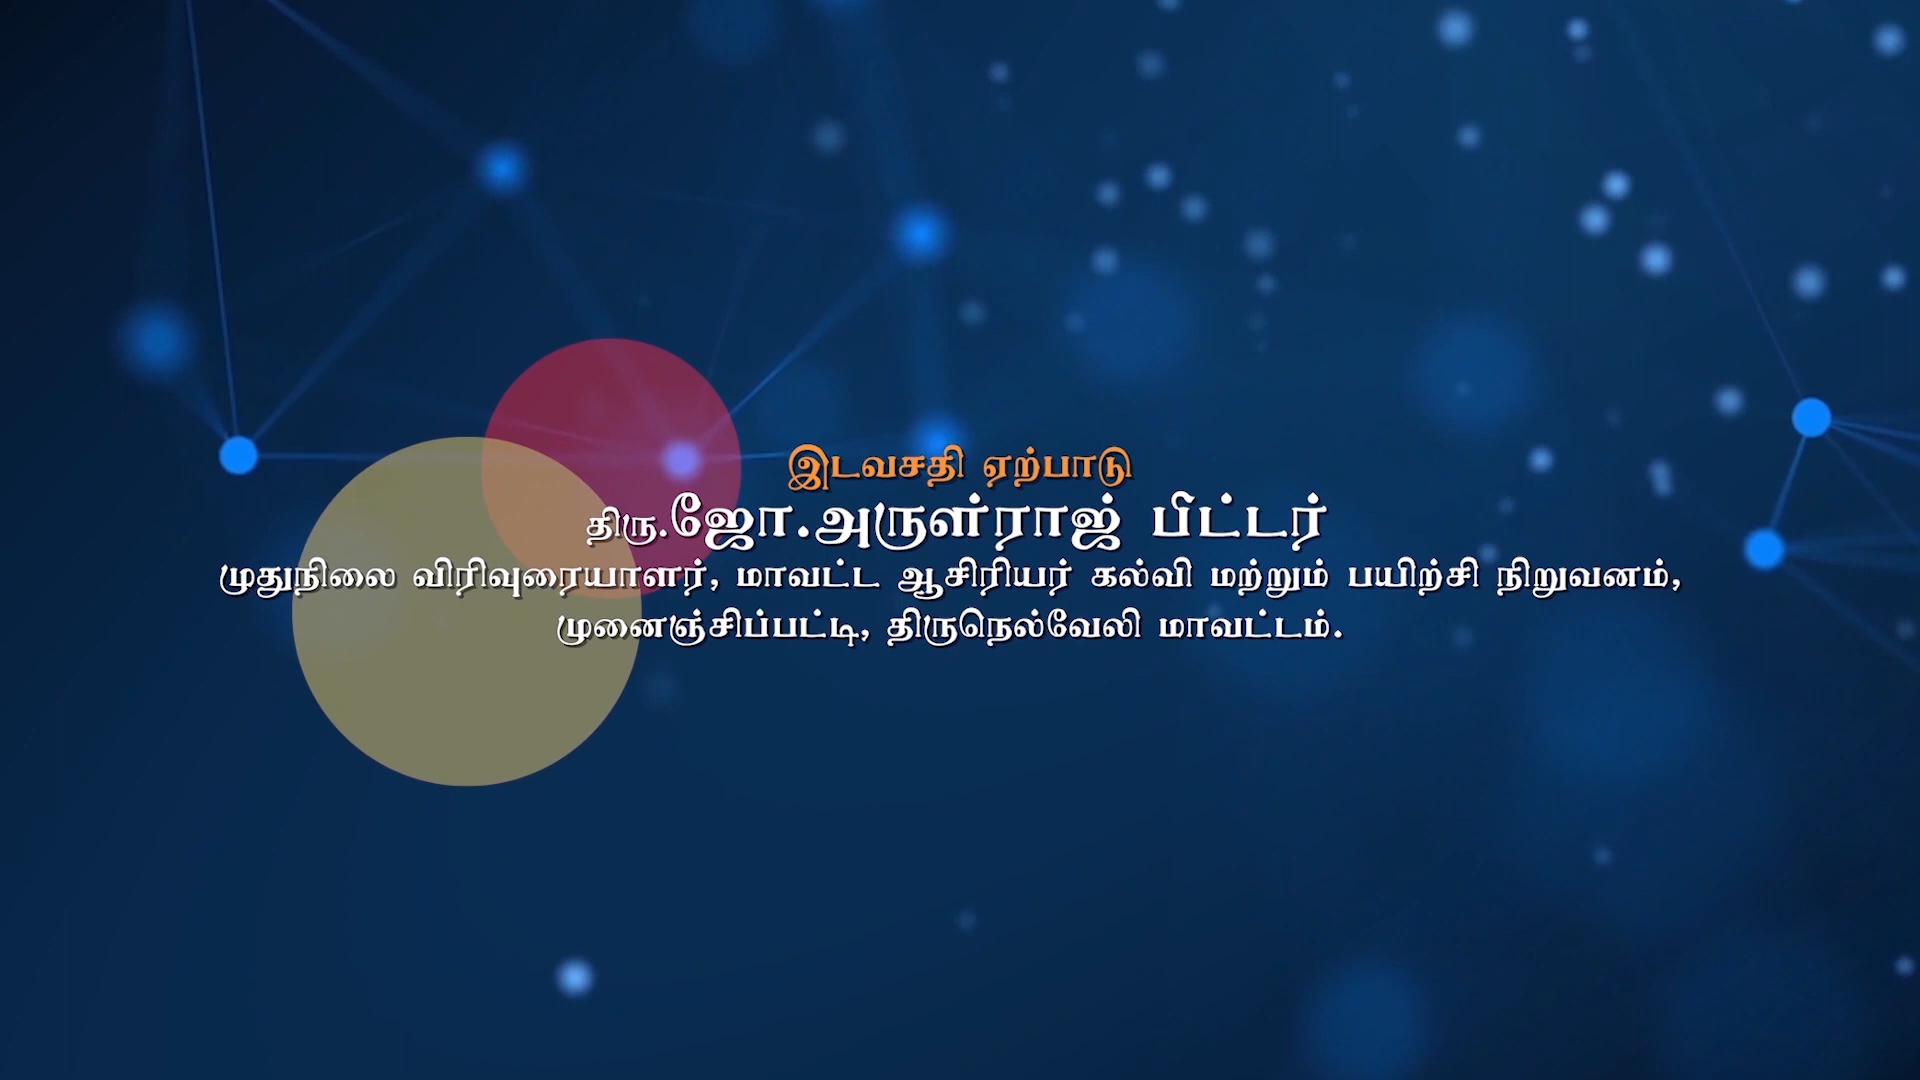 இடவசதி ஏற்பாடு
திரு.ஜோ.அருள்ராஜ் பிட்டர்
முதுநிலை விரிவுரையாளர், மாவட்ட ஆசிரியர் கல்வி மற்றும் பயிற்சி நிறுவனம்,
முனைஞ்சிப்பட்டி, திருநெல்வேலி மாவட்டம்.